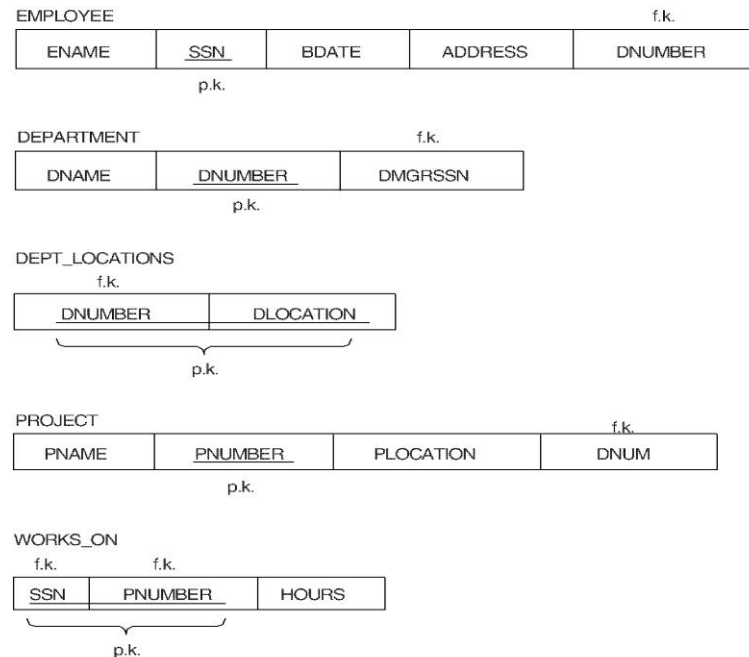 EMPLOYEE
f.k.
ENAME SSN BDATE ADDRESS DNUMBER
p.k.
DEPARTMENT
f.k.
DNAME DNUMBER DMGRSSN
p.k.
DEPT_LOCATIONS
f.k.
DNUMBER DLOCATION
p.k.
PROJECT
f.k.
PNAME PNUMBER PLOCATION DNUM
p.k.
WORKS_ON
f.k. f.k.
SSN PNUMBER HOURS
p.k.